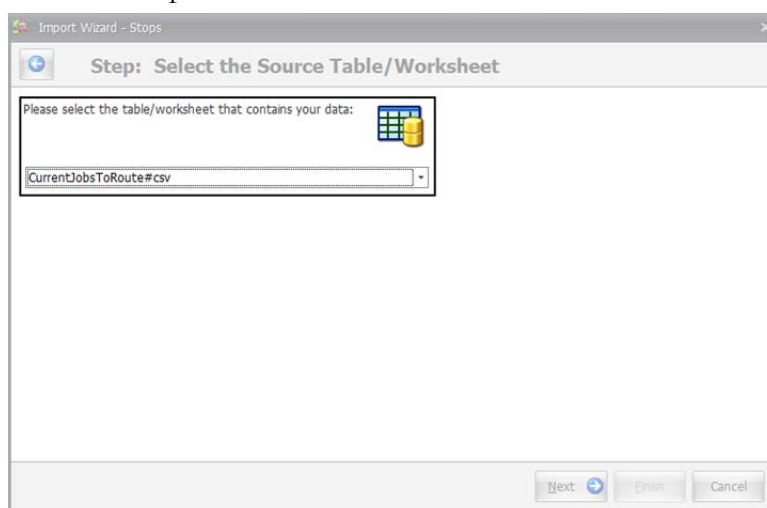 Import Wizard - Stops
Step: Select the Source Table/Worksheet
Please select the table/worksheet that contains your data:
CurrentJobsToRoute#csv
Next
Finish
Cancel